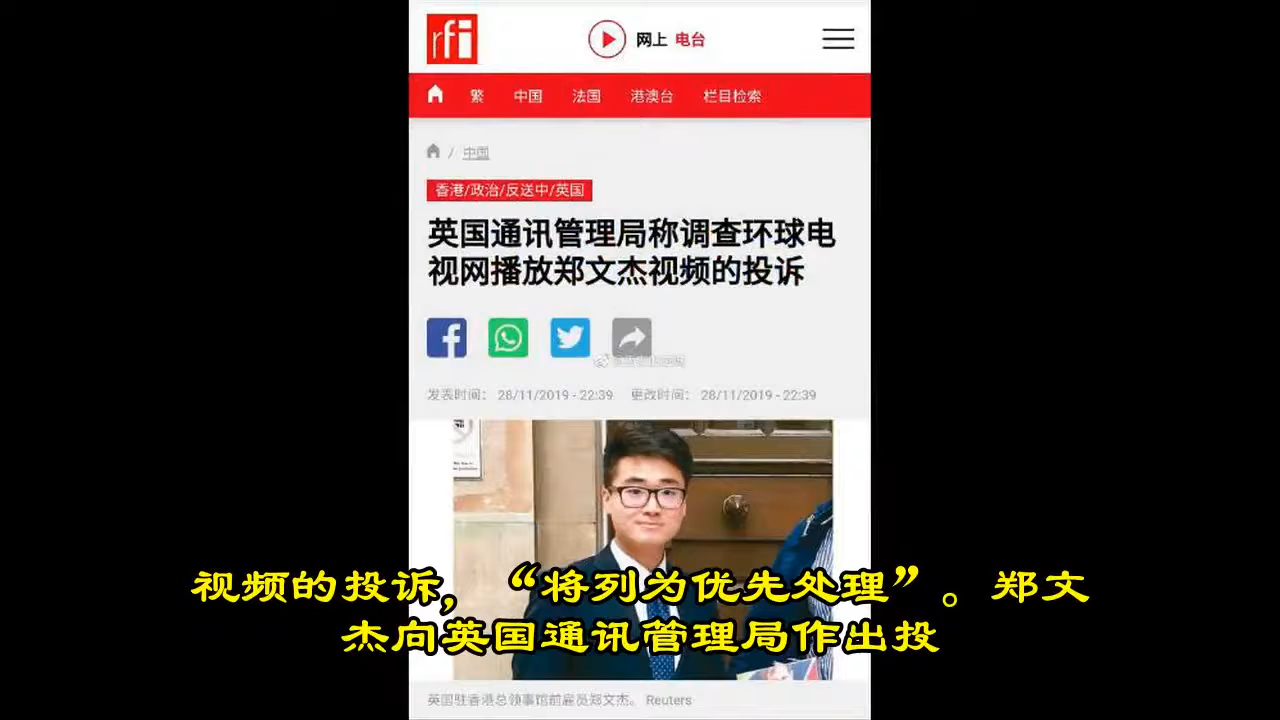 rfi
网上 电台
繁 中国 法国 港澳台 栏目检索
/ 中国
香港/政治/反送中/英国
英国通讯管理局称调查环球电
视网播放郑文杰视频的投诉
发表时间： 28/11/2019 - 22:39 更改时间： 28/11/2019 - 22:39
视频的投诉，“将列为优先处理”。郑文
杰向英国通讯管理局作出投
英国驻香港总领事馆前雇员郑文杰。 Reuters